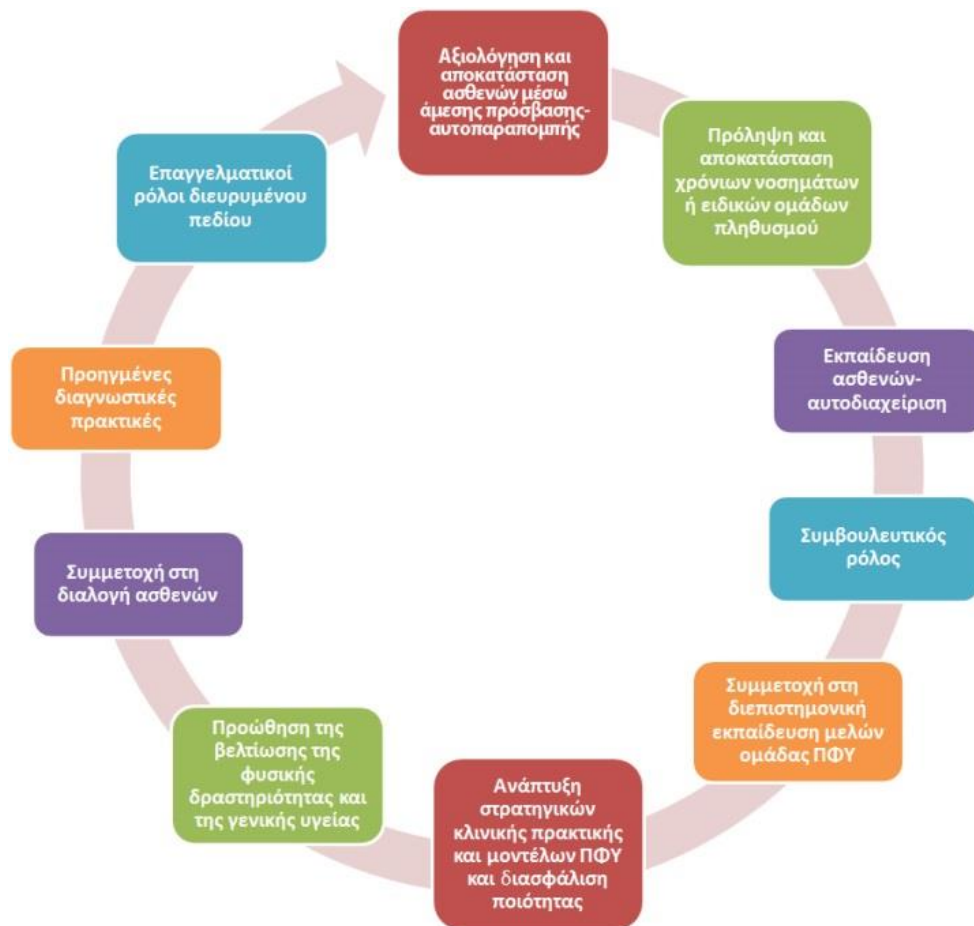 Αξιολόγηση και
αποκατάσταση
ασθενών μέσω
άμεσης πρόσβασης-
αυτοπαραπομπής
Πρόληψη και
αποκατάσταση
χρόνιων νοσημάτων
ή ειδικών ομάδων
πληθυσμού
Εκπαίδευση
ασθενών-
αυτοδιαχείριση
Συμβουλευτικός
ρόλος
Συμμετοχή στη
διεπιστημονική
εκπαίδευση μελών
ομάδας ΠΦΥ
Ανάπτυξη
στρατηγικών
κλινικής πρακτικής
και μοντέλων ΠΦΥ
και διασφάλιση
ποιότητας
Προώθηση της
βελτίωσης της
φυσικής
δραστηριότητας και
της γενικής υγείας
Συμμετοχή στη
διαλογή ασθενών
Προηγμένες
διαγνωστικές
πρακτικές
Επαγγελματικοί
ρόλοι διευρυμένου
πεδίου